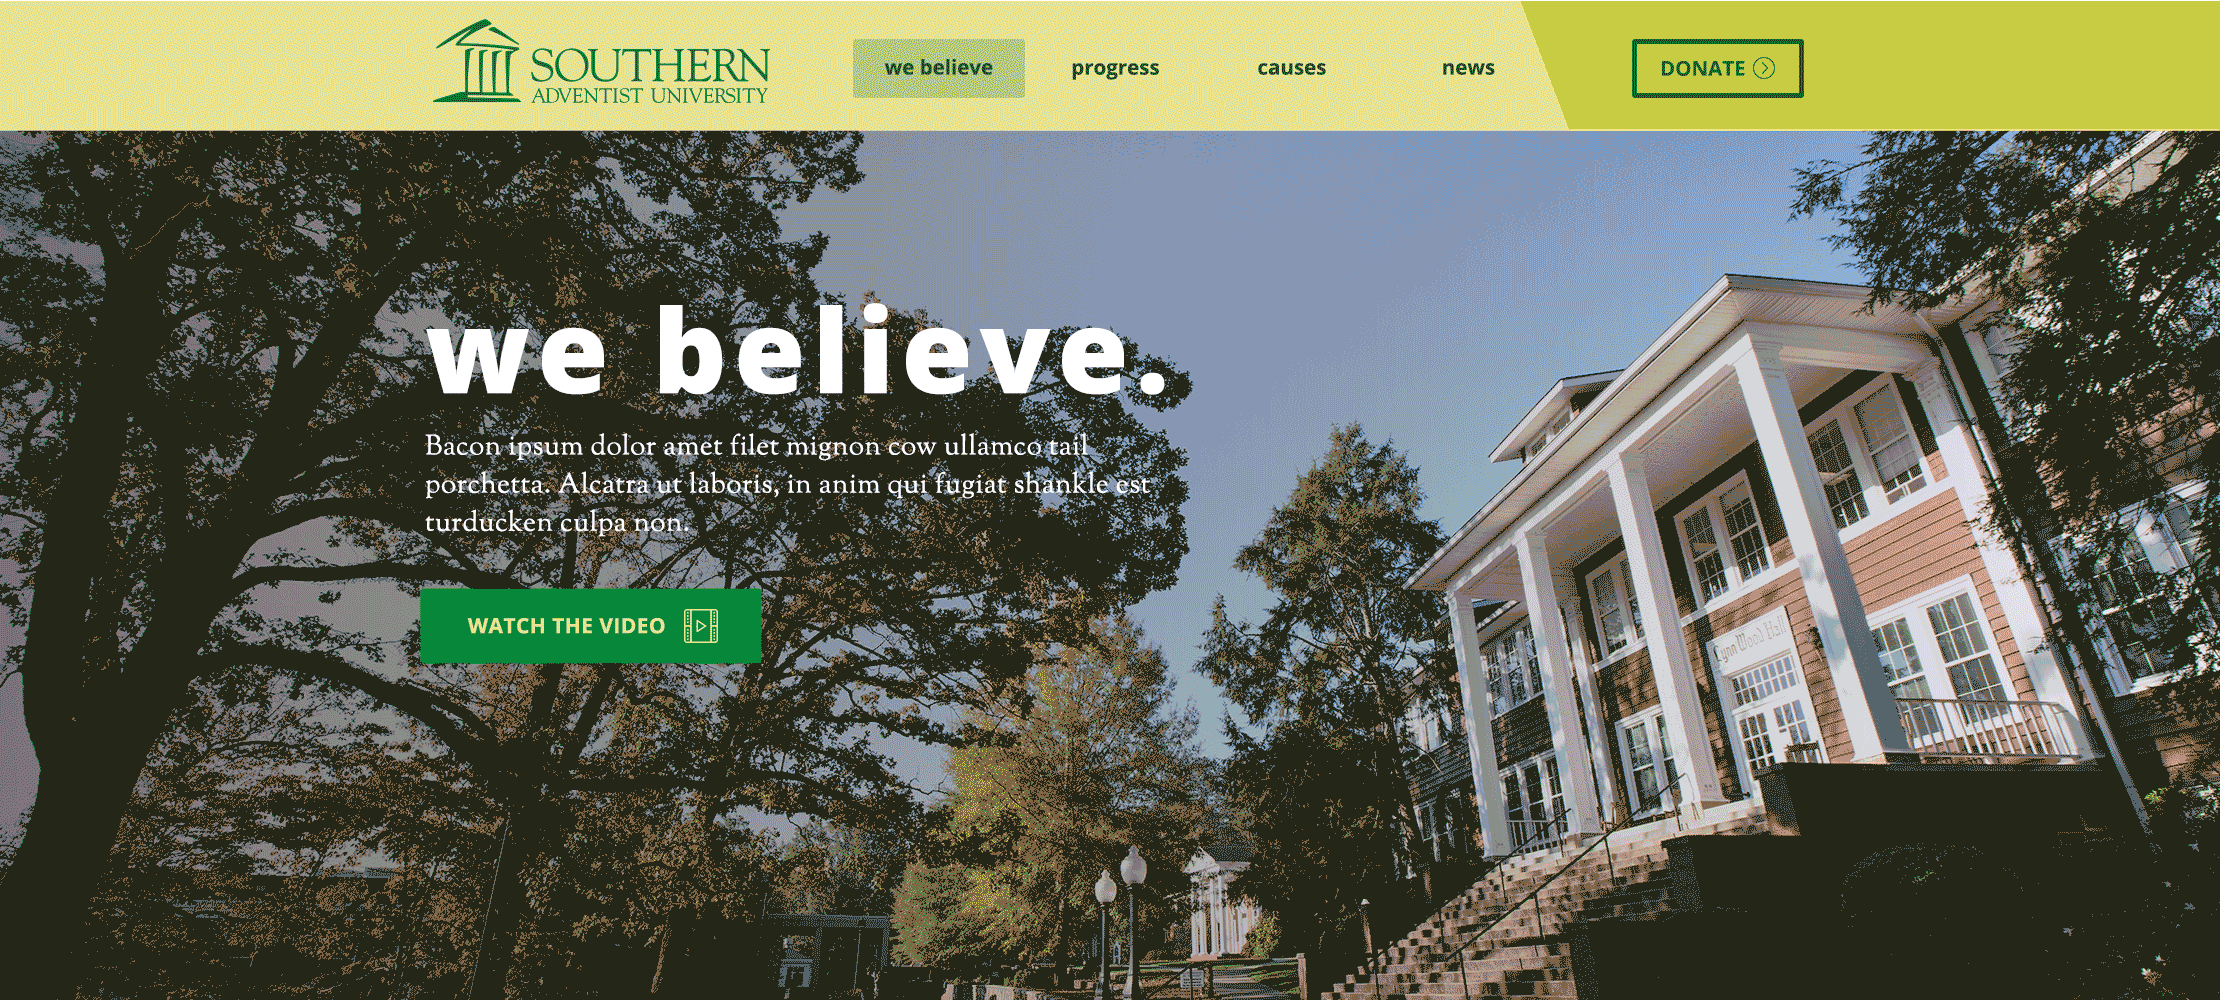 SOUTHERN
ADVENTIST UNIVERSITY
we believe
progress
causes
news
DONATE
we believe.
Bacon ipsum dolor amet filet mignon cow ullamco tail
porchetta. Alcatra ut laboris, in anim qui fugiat shankle est
turducken culpa non.
WATCH THE VIDEO
Lynn Wood Hall